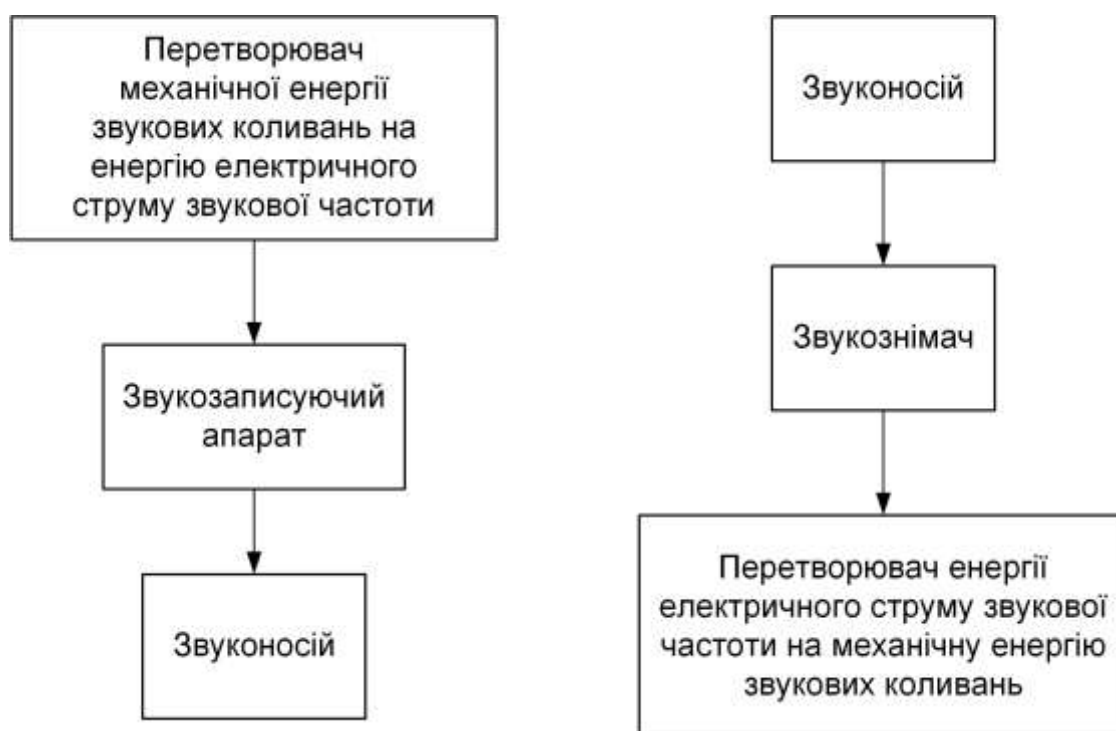 Перетворювач
механічної енергії
звукових коливань на
енергію електричного
струму звукової частоти
Звукозаписуючий
апарат
Звуконосій
Звуконосій
Звукознімач
Перетворювач енергії
електричного струму звукової
частоти на механічну енергію
звукових коливань